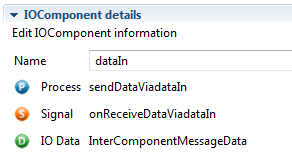 IOComponent details
Edit IOComponent information
Name dataIn
P Process sendDataViadataIn
S Signal onReceiveDataViadataIn
D IO Data InterComponentMessageData